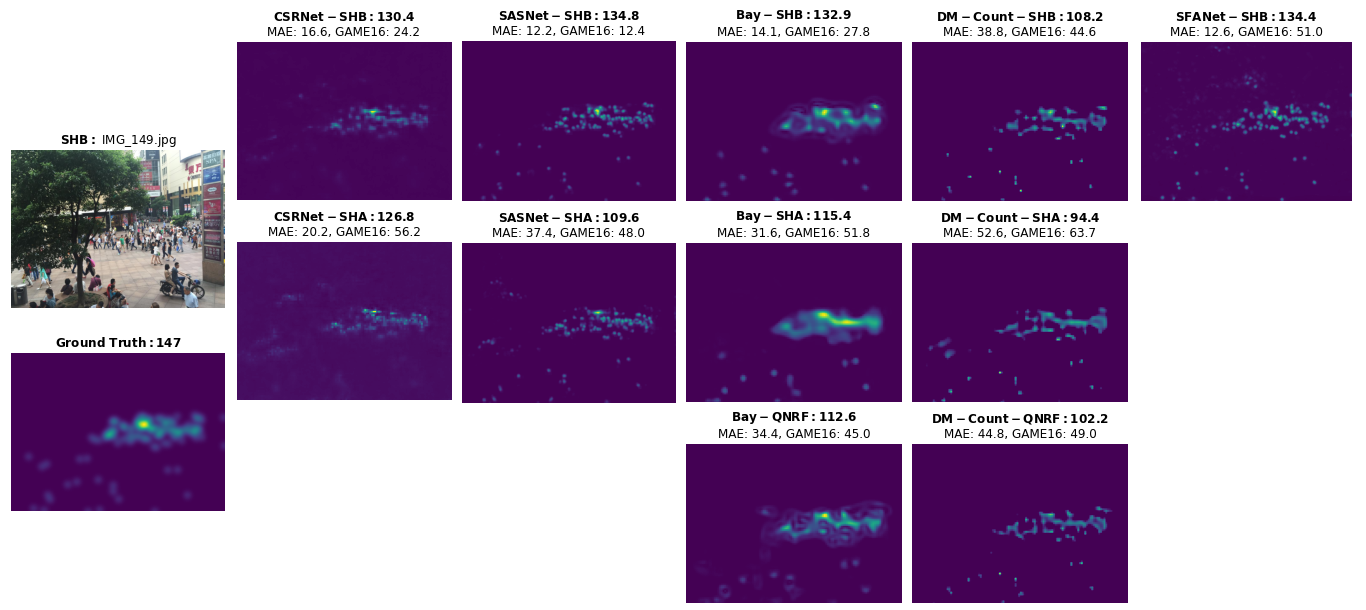 SHB: IMG_149.jpg
Ground Truth:147
CSRNet-SHB:130.4
MAE: 16.6, GAME16: 24.2
SASNet-SHB:134.8
MAE: 12.2, GAME16: 12.4
Bay-SHB:132.9
MAE: 14.1, GAME16: 27.8
DM-Count-SHB:108.2
MAE: 38.8, GAME16: 44.6
SFANet-SHB:134.4
MAE: 12.6, GAME16: 51.0
CSRNet-SHA:126.8
MAE: 20.2, GAME16: 56.2
SASNet-SHA:109.6
MAE: 37.4, GAME16: 48.0
Bay-SHA:115.4
MAE: 31.6, GAME16: 51.8
DM-Count-SHA:94.4
MAE: 52.6, GAME16: 63.7
Bay-QNRF:112.6
MAE: 34.4, GAME16: 45.0
DM-Count-QNRF:102.2
MAE: 44.8, GAME16: 49.0